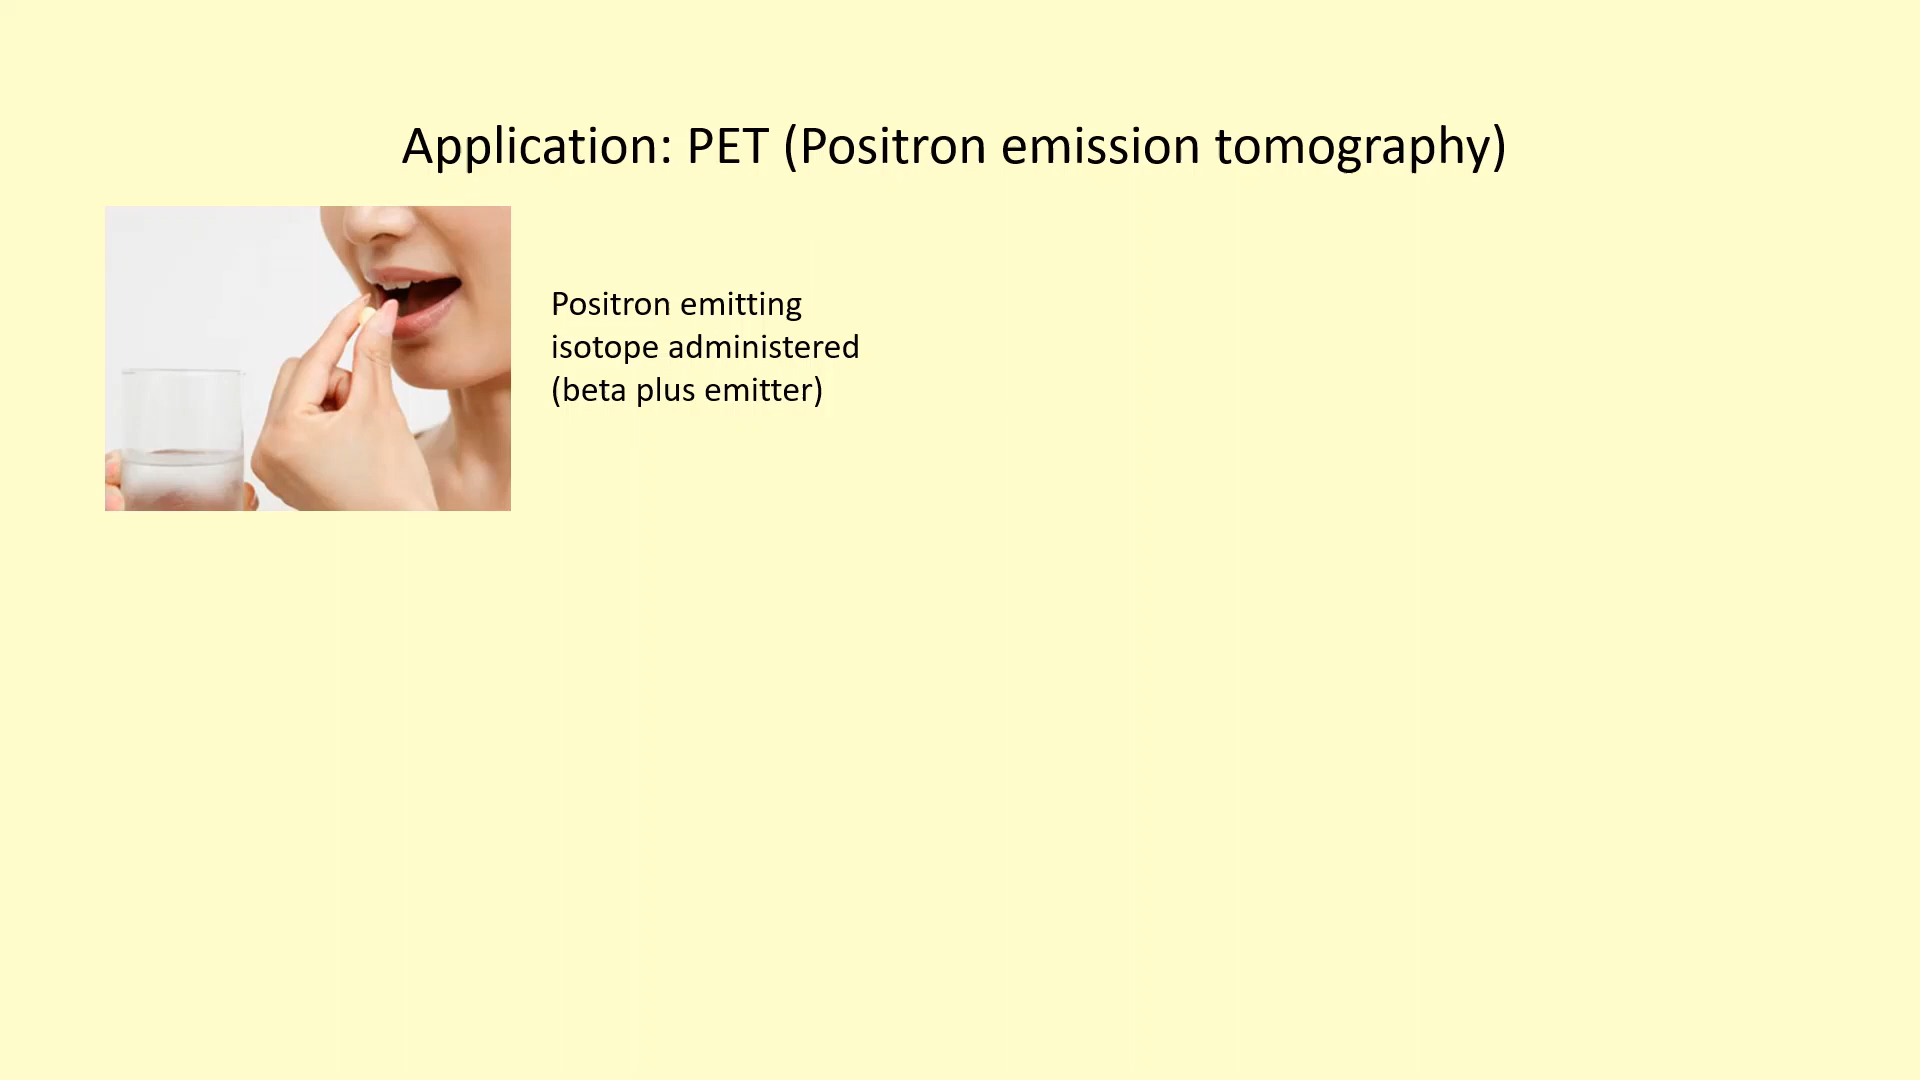 Application: PET (Positron emission tomography)
Positron emitting
isotope administered
(beta plus emitter)